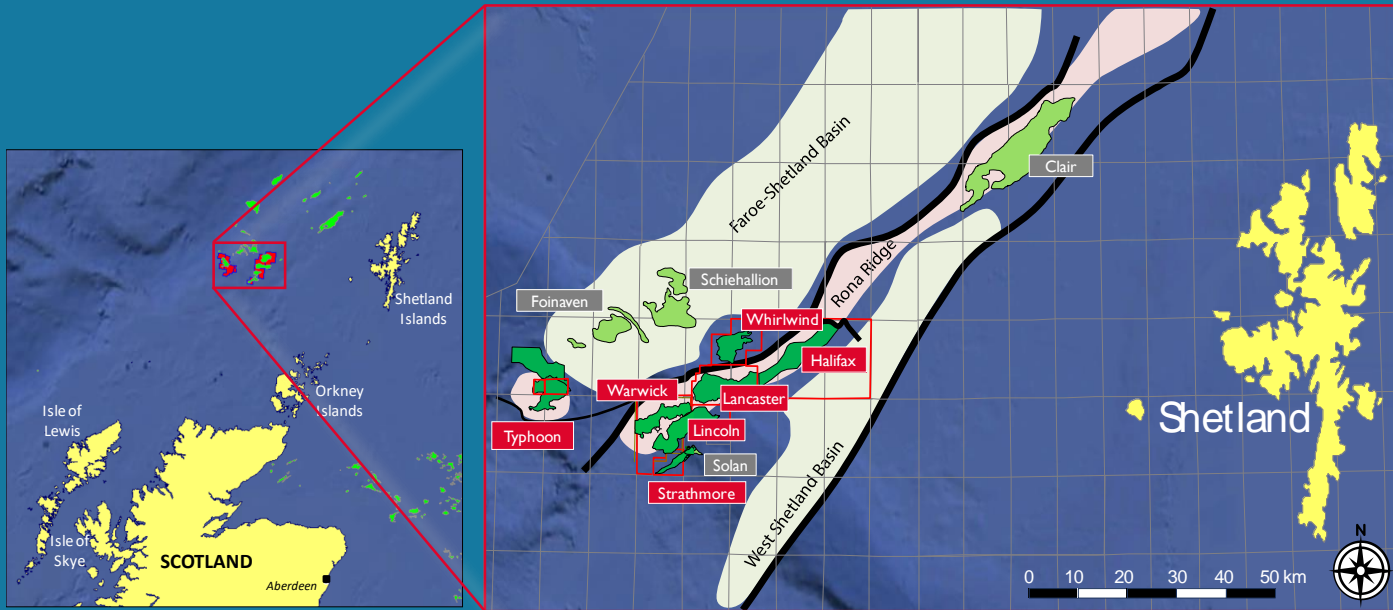 Shetland
Islands
Orkney
Islands
Isle of
Lewis
Isle of
Skye
SCOTLAND
Aberdeen
Faroe-Shetland Basin
Clair
Rona Ridge
Schiehallion
Foinaven
Whirlwind
Halifax
Warwick
Lancaster
Typhoon
Lincoln
Solan
Strathmore
West Shetland Basin
Shetland
N
0 10 20 30 40 50 km